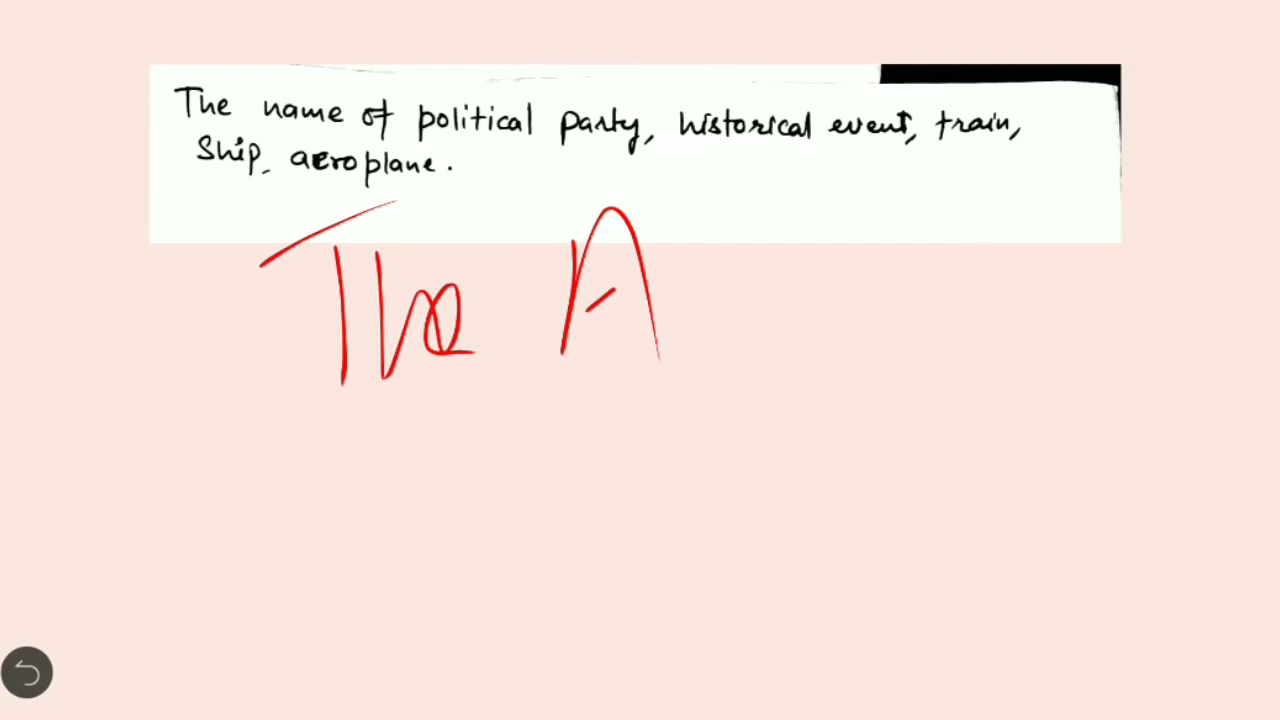 The name of political party, historical event, train,
Ship, aeroplane.
The A